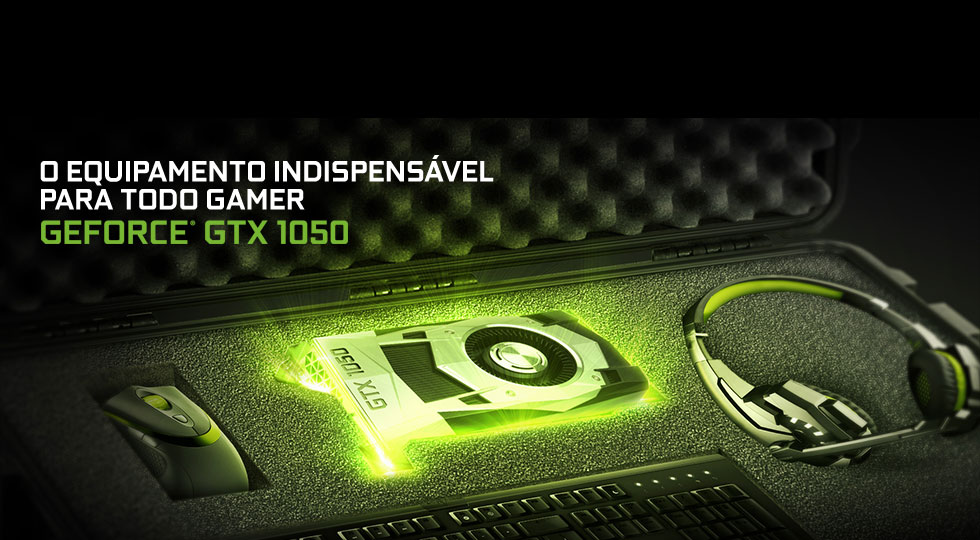 O EQUIPAMENTO INDISPENSÁVEL
PARA TODO GAMER
GEFORCE® GTX 1050
GTX 1050